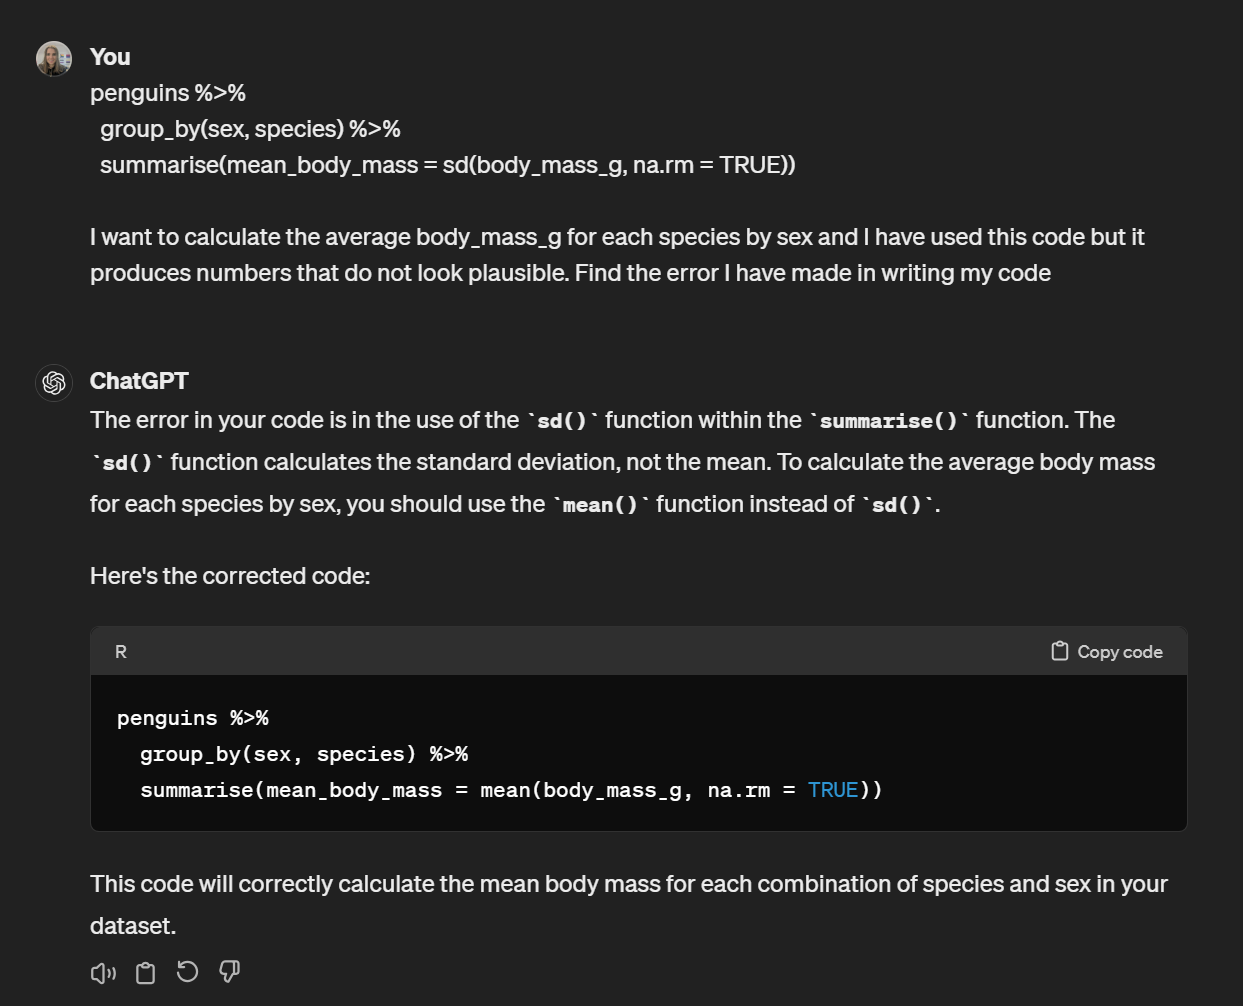 You
penguins %>%
group_by(sex, species) %>%
summarise(mean_body_mass = sd(body_mass_g, na.rm = TRUE))
I want to calculate the average body_mass_g for each species by sex and I have used this code but it
produces numbers that do not look plausible. Find the error I have made in writing my code
ChatGPT
The error in your code is in the use of the `sd()` function within the `summarise()` function. The
`sd()` function calculates the standard deviation, not the mean. To calculate the average body mass
for each species by sex, you should use the `mean()` function instead of `sd()`.
Here's the corrected code:
R Copy code
penguins %>%
group_by(sex, species) %>%
summarise(mean_body_mass = mean(body_mass_g, na.rm = TRUE))
This code will correctly calculate the mean body mass for each combination of species and sex in your
dataset.